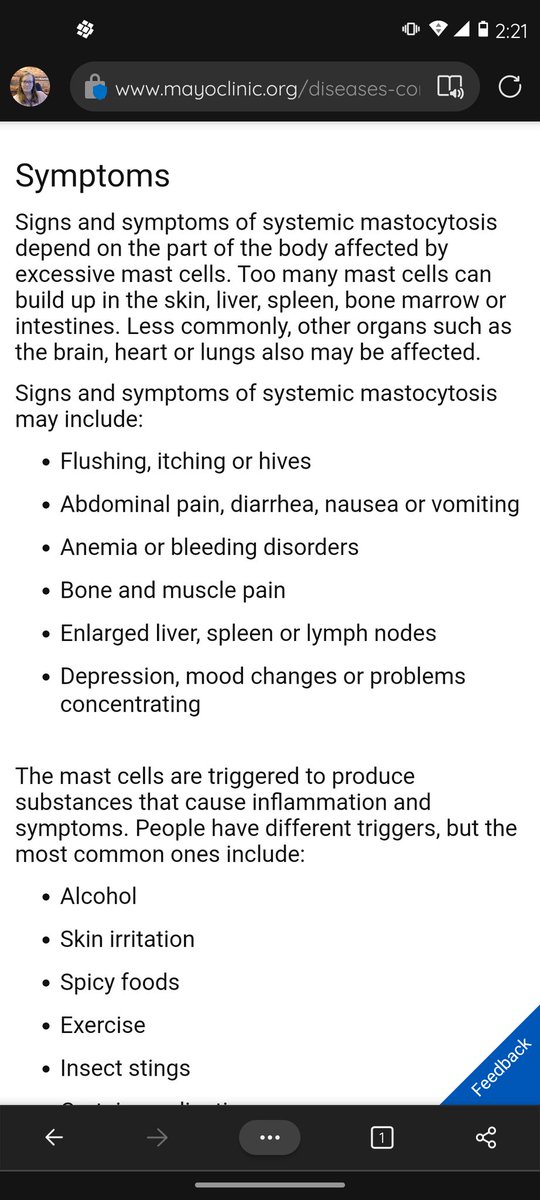 2:21
www.mayoclinic.org/diseases-co
Symptoms
Signs and symptoms of systemic mastocytosis
depend on the part of the body affected by
excessive mast cells. Too many mast cells can
build up in the skin, liver, spleen, bone marrow or
intestines. Less commonly, other organs such as
the brain, heart or lungs also may be affected.
Signs and symptoms of systemic mastocytosis
may include:
• Flushing, itching or hives
• Abdominal pain, diarrhea, nausea or vomiting
• Anemia or bleeding disorders
• Bone and muscle pain
• Enlarged liver, spleen or lymph nodes
• Depression, mood changes or problems
concentrating
The mast cells are triggered to produce
substances that cause inflammation and
symptoms. People have different triggers, but the
most common ones include:
• Alcohol
• Skin irritation
• Spicy foods
• Exercise
• Insect stings
Feedback
1